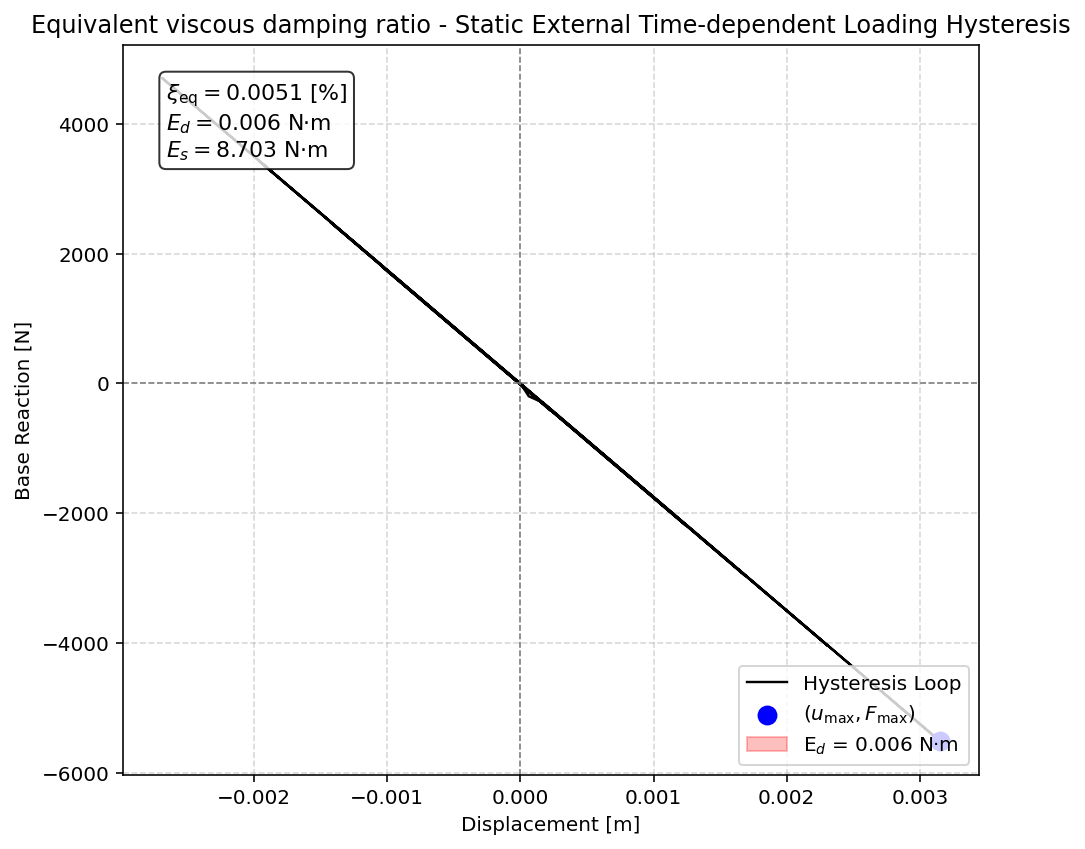 Equivalent viscous damping ratio - Static External Time-dependent Loading Hysteresis
ξeq = 0.0051 [%]
Ed = 0.006 N·m
Es = 8.703 N·m
4000
2000
0
−2000
−4000
−6000
Base Reaction [N]
Hysteresis Loop
(umax, Fmax)
Ed = 0.006 N·m
−0.002 −0.001 0.000 0.001 0.002 0.003
Displacement [m]